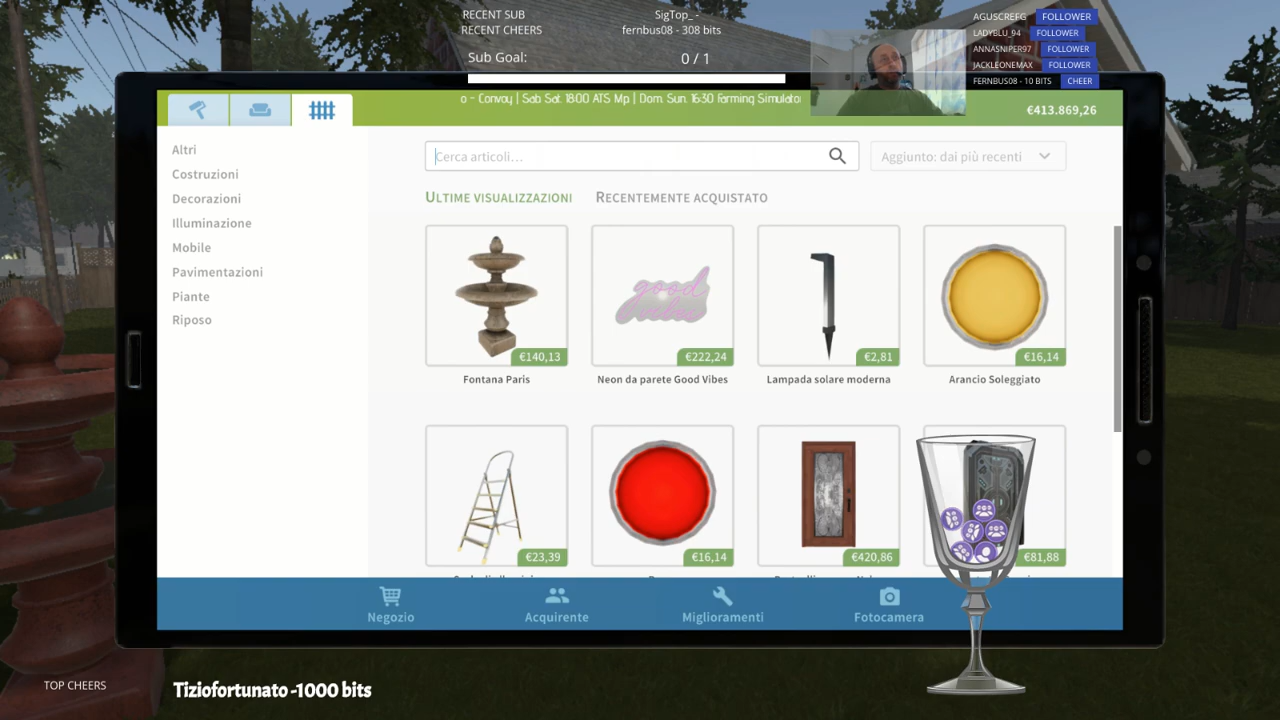 RECENT SUB
SigTop_ -
RECENT CHEERS
fernbus08 - 308 bits
Sub Goal:
0 / 1
AGUSCREFG FOLLOWER
LADYBLU_94 FOLLOWER
ANNASNIPER97 FOLLOWER
JACKLEONEMAX FOLLOWER
FERNBUS08 - 10 BITS CHEER
o - Convoy | Sab Sat. 18:00 ATS Mp | Dom. Sun. 16:30 Farming Simulator
€413.869,26
Altri
Costruzioni
Decorazioni
Illuminazione
Mobile
Pavimentazioni
Piante
Riposo
Cerca articoli...
Aggiunto: dai più recenti
ULTIME VISUALIZZAZIONI
RECENTEMENTE ACQUISTATO
good vibes
€140,13
€222,24
€2,81
€16,14
Fontana Paris
Neon da parete Good Vibes
Lampada solare moderna
Arancio Soleggiato
€23,39
€16,14
€420,86
€81,88
Negozio
Acquirente
Miglioramenti
Fotocamera
TOP CHEERS
Tiziofortunato -1000 bits